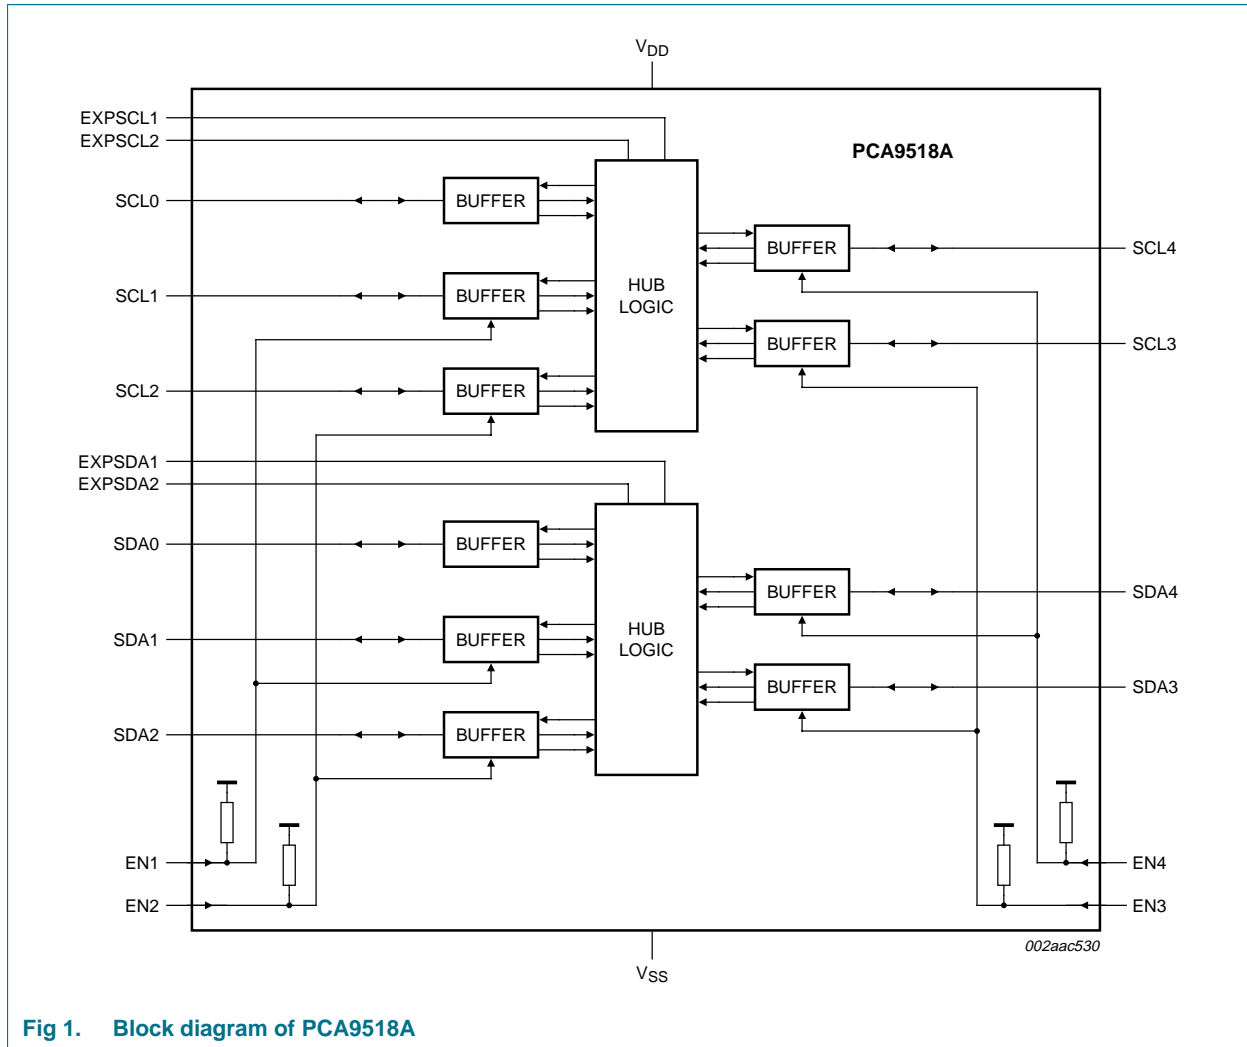 VDD
EXPSCL1
EXPSCL2
PCA9518A
SCL0
BUFFER
SCL1
BUFFER
SCL2
BUFFER
HUB
LOGIC
BUFFER
SCL4
BUFFER
SCL3
EXPSDA1
EXPSDA2
SDA0
BUFFER
SDA1
BUFFER
SDA2
BUFFER
HUB
LOGIC
BUFFER
SDA4
BUFFER
SDA3
EN1
EN2
EN4
EN3
002aac530
VSS
Fig 1. Block diagram of PCA9518A